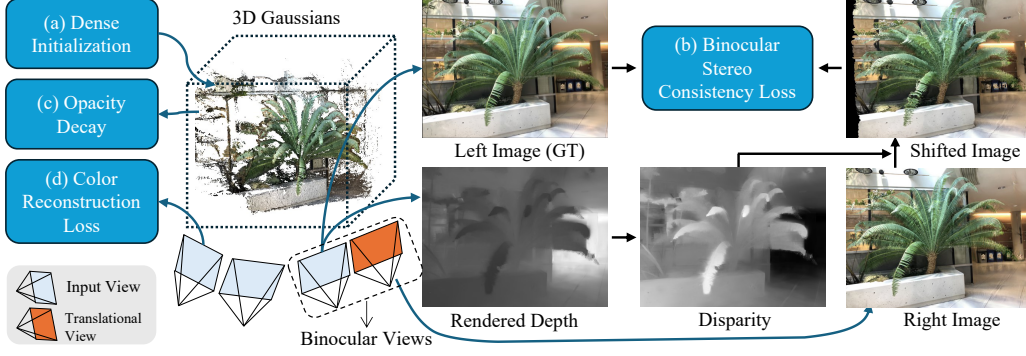 (a) Dense
Initialization
(c) Opacity
Decay
(d) Color
Reconstruction
Loss
Input View
Translational
View
3D Gaussians
Binocular Views
Left Image (GT)
Rendered Depth
(b) Binocular
Stereo
Consistency Loss
Disparity
Shifted Image
Right Image